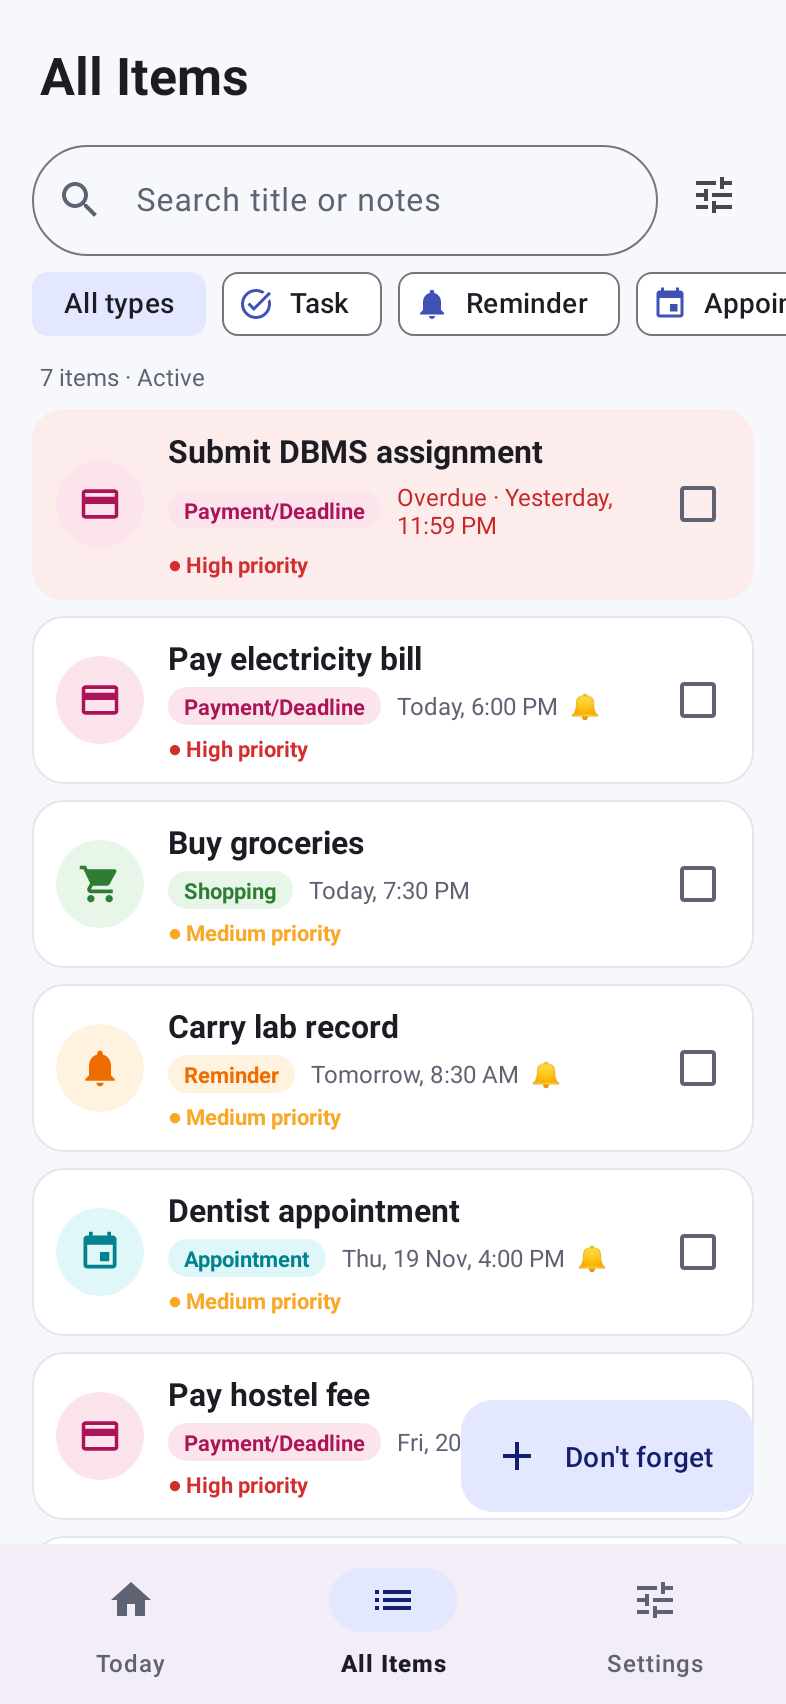 All Items
Search title or notes
All types
Task
Reminder
Appoin
7 items · Active
Submit DBMS assignment
Payment/Deadline
Overdue · Yesterday,
11:59 PM
High priority
Pay electricity bill
Payment/Deadline Today, 6:00 PM
High priority
Buy groceries
Shopping Today, 7:30 PM
Medium priority
Carry lab record
Reminder Tomorrow, 8:30 AM
Medium priority
Dentist appointment
Appointment Thu, 19 Nov, 4:00 PM
Medium priority
Pay hostel fee
Payment/Deadline Fri, 20
High priority
Don't forget
Today
All Items
Settings